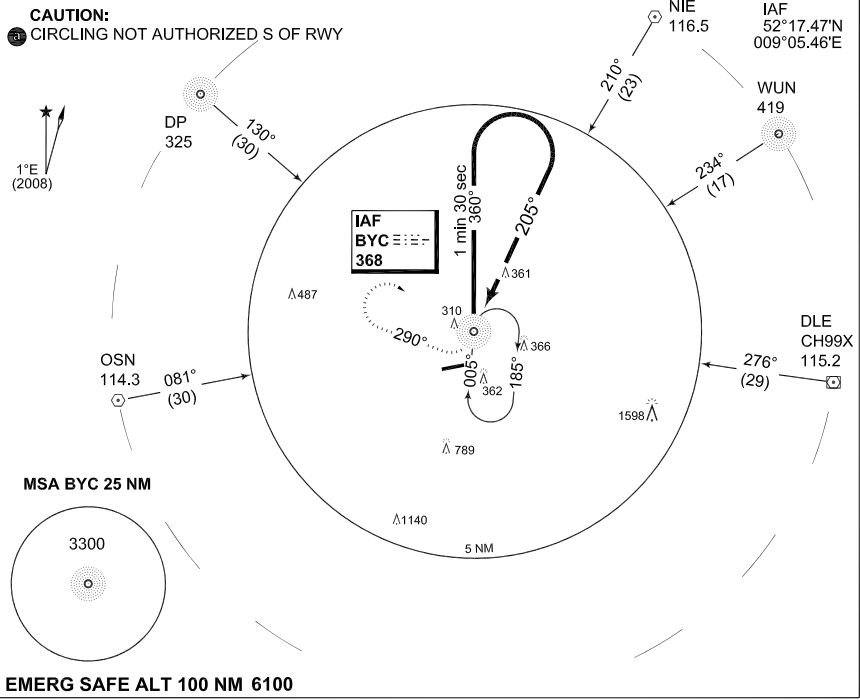 CAUTION:
a CIRCLING NOT AUTHORIZED S OF RWY
NIE
116.5
IAF
52°17.47'N
009°05.46'E
WUN
419
210°
(23)
DP
325
130°
(30)
1°E
(2008)
234°
(17)
1 min 30 sec
360°
205°
IAF
BYC
368
361
487
310
290°
366
DLE
CH99X
115.2
OSN
114.3
081°
(30)
005°
185°
362
276°
(29)
1598
789
MSA BYC 25 NM
1140
3300
5 NM
EMERG SAFE ALT 100 NM 6100